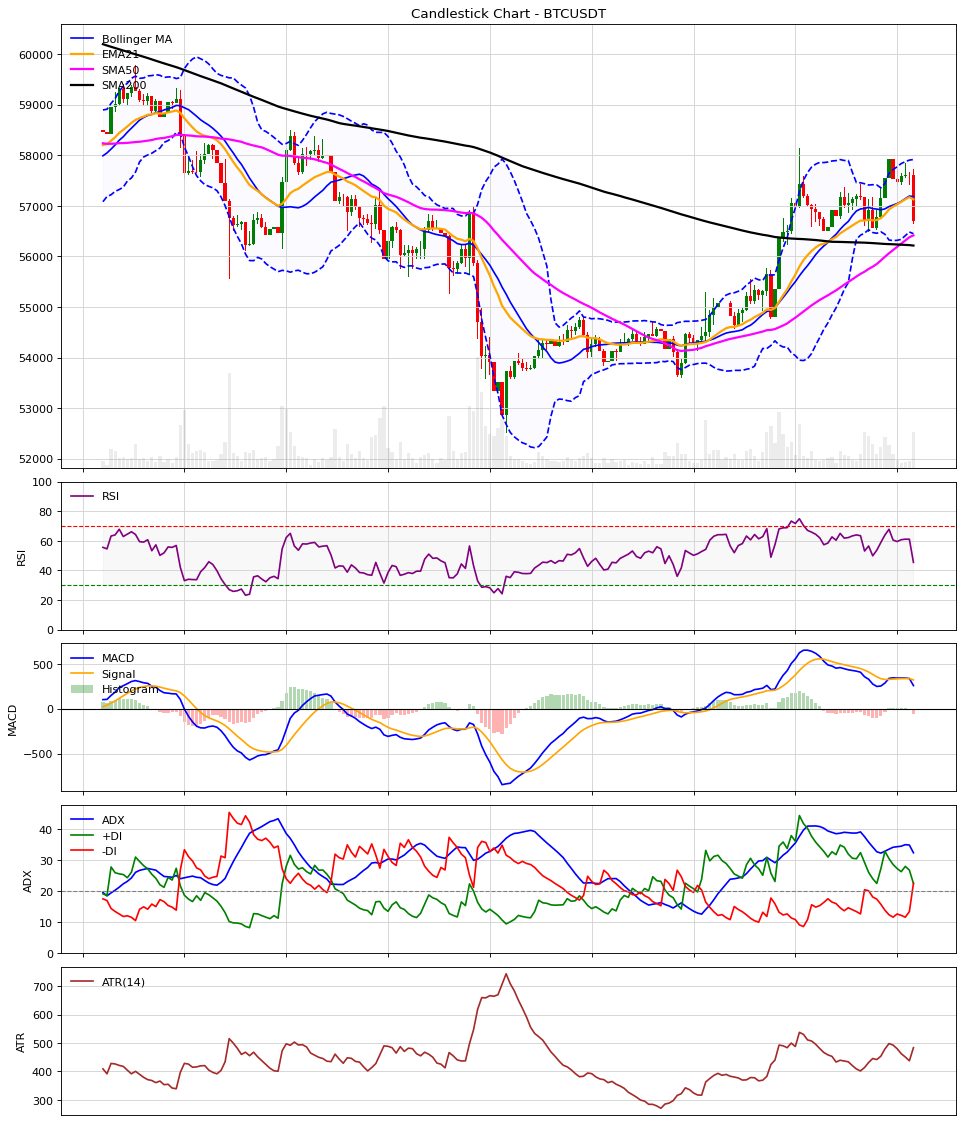 Candlestick Chart - BTCUSDT
Bollinger MA
EMA21
SMA50
SMA200
60000
59000
58000
57000
56000
55000
54000
53000
52000
RSI
RSI
100
80
60
40
20
0
MACD
Signal
Histogram
MACD
500
0
−500
ADX
+DI
-DI
ADX
40
30
20
10
0
ATR(14)
ATR
700
600
500
400
300